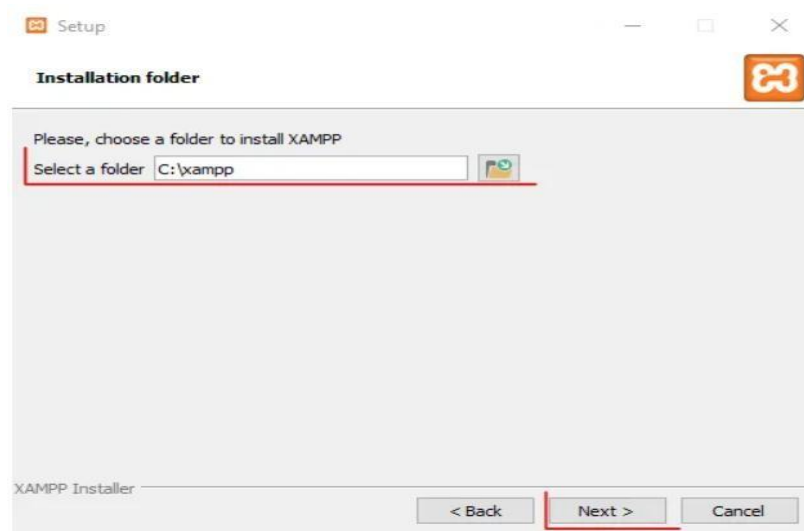 Setup
Installation folder
Please, choose a folder to install XAMPP
Select a folder C:\xampp
XAMPP Installer
< Back Next > Cancel